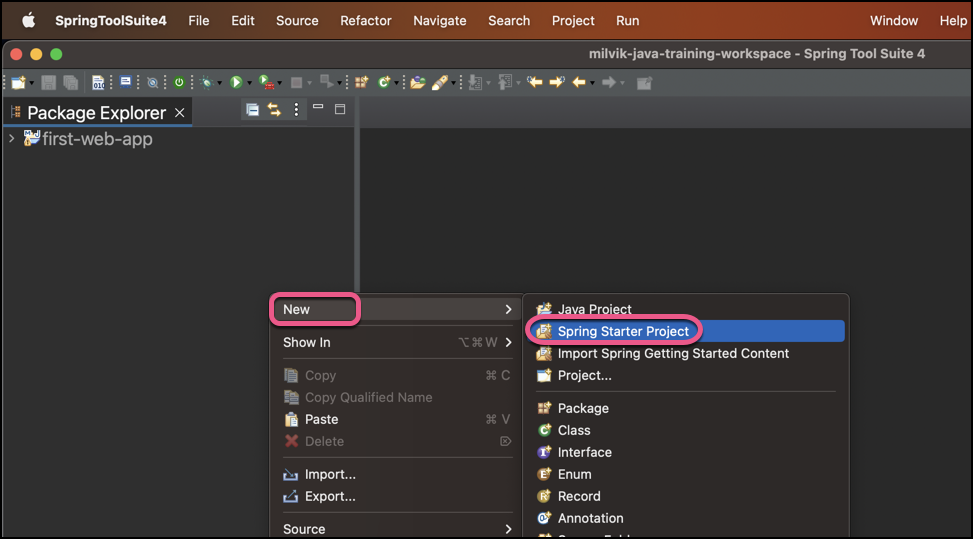 SpringToolSuite4 File Edit Source Refactor Navigate Search Project Run Window Help
milvik-java-training-workspace - Spring Tool Suite 4
Package Explorer
first-web-app
New
Show In ⌥⌘W
Copy ⌘ C
Copy Qualified Name
Paste ⌘ V
Delete ⌦
Import...
Export...
Source
Java Project
Spring Starter Project
Import Spring Getting Started Content
Project...
Package
Class
Interface
Enum
Record
Annotation